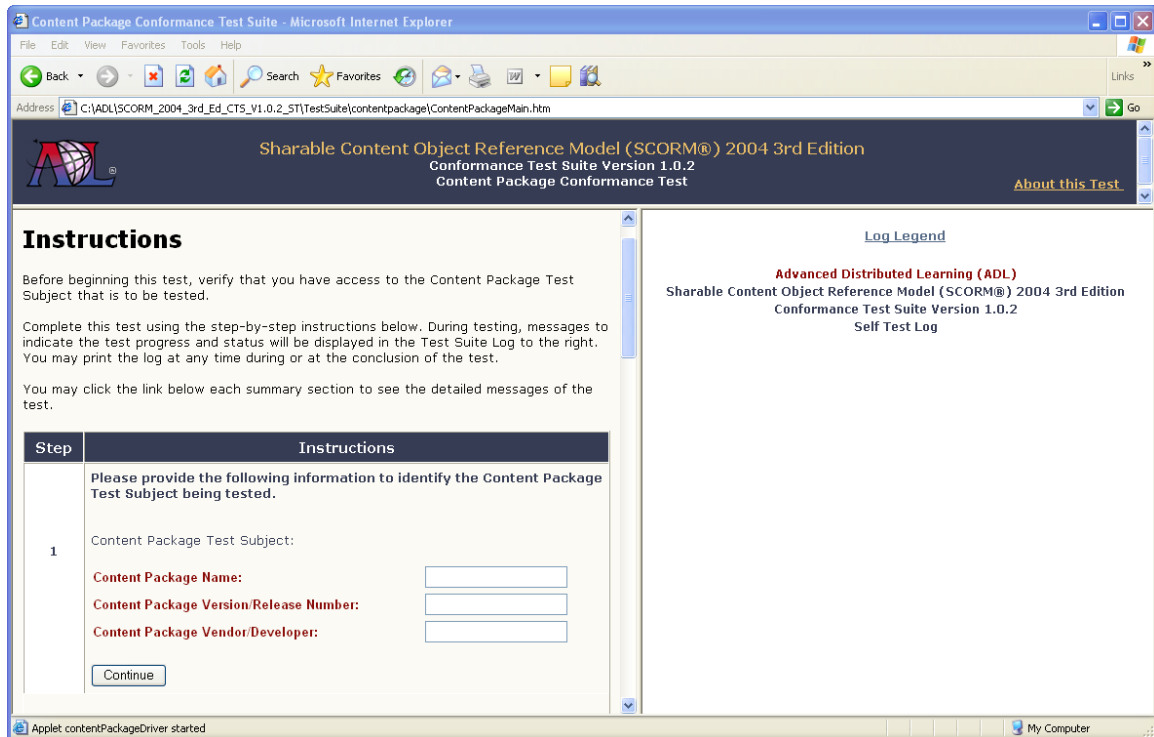 Content Package Conformance Test Suite - Microsoft Internet Explorer
File Edit View Favorites Tools Help
Back Search Favorites Links
Address C:\ADL\SCORM_2004_3rd_Ed_CTS_V1.0.2_ST\TestSuite\contentpackage\ContentPackageMain.htm Go
ADL®
Sharable Content Object Reference Model (SCORM®) 2004 3rd Edition
Conformance Test Suite Version 1.0.2
Content Package Conformance Test
About this Test
Instructions
Before beginning this test, verify that you have access to the Content Package Test
Subject that is to be tested.
Complete this test using the step-by-step instructions below. During testing, messages to
indicate the test progress and status will be displayed in the Test Suite Log to the right.
You may print the log at any time during or at the conclusion of the test.
You may click the link below each summary section to see the detailed messages of the
test.
Step Instructions
1
Please provide the following information to identify the Content Package
Test Subject being tested.
Content Package Test Subject:
Content Package Name:
Content Package Version/Release Number:
Content Package Vendor/Developer:
Continue
Log Legend
Advanced Distributed Learning (ADL)
Sharable Content Object Reference Model (SCORM®) 2004 3rd Edition
Conformance Test Suite Version 1.0.2
Self Test Log
Applet contentPackageDriver started My Computer